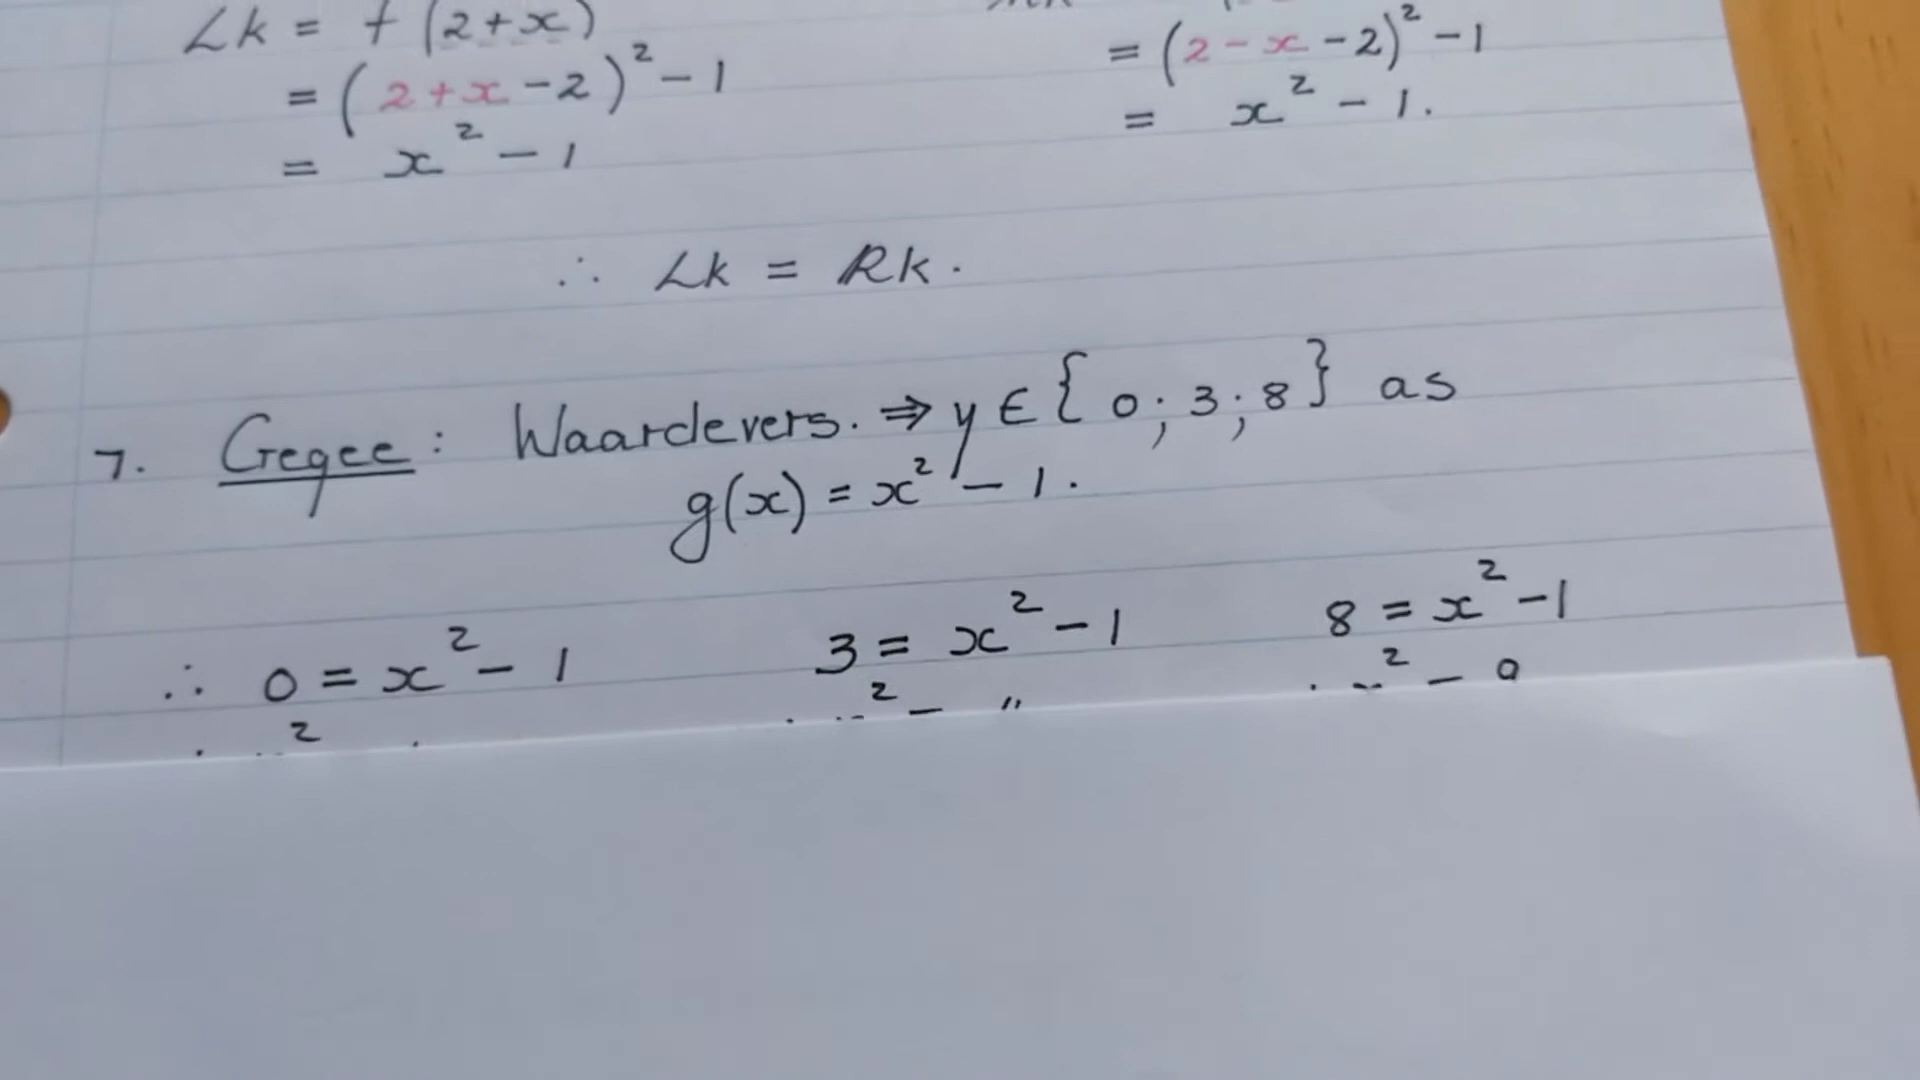 Lk = f(2+x)
= (2+x-2)² - 1
= x² - 1
= (2-x-2)² - 1
= x² - 1.
∴ Lk = Rk.
7. Gegee: Waardevers. ⇒ y ∈ {0; 3; 8} as
g(x) = x² - 1.
∴ 0 = x² - 1 3 = x² - 1 8 = x² - 1